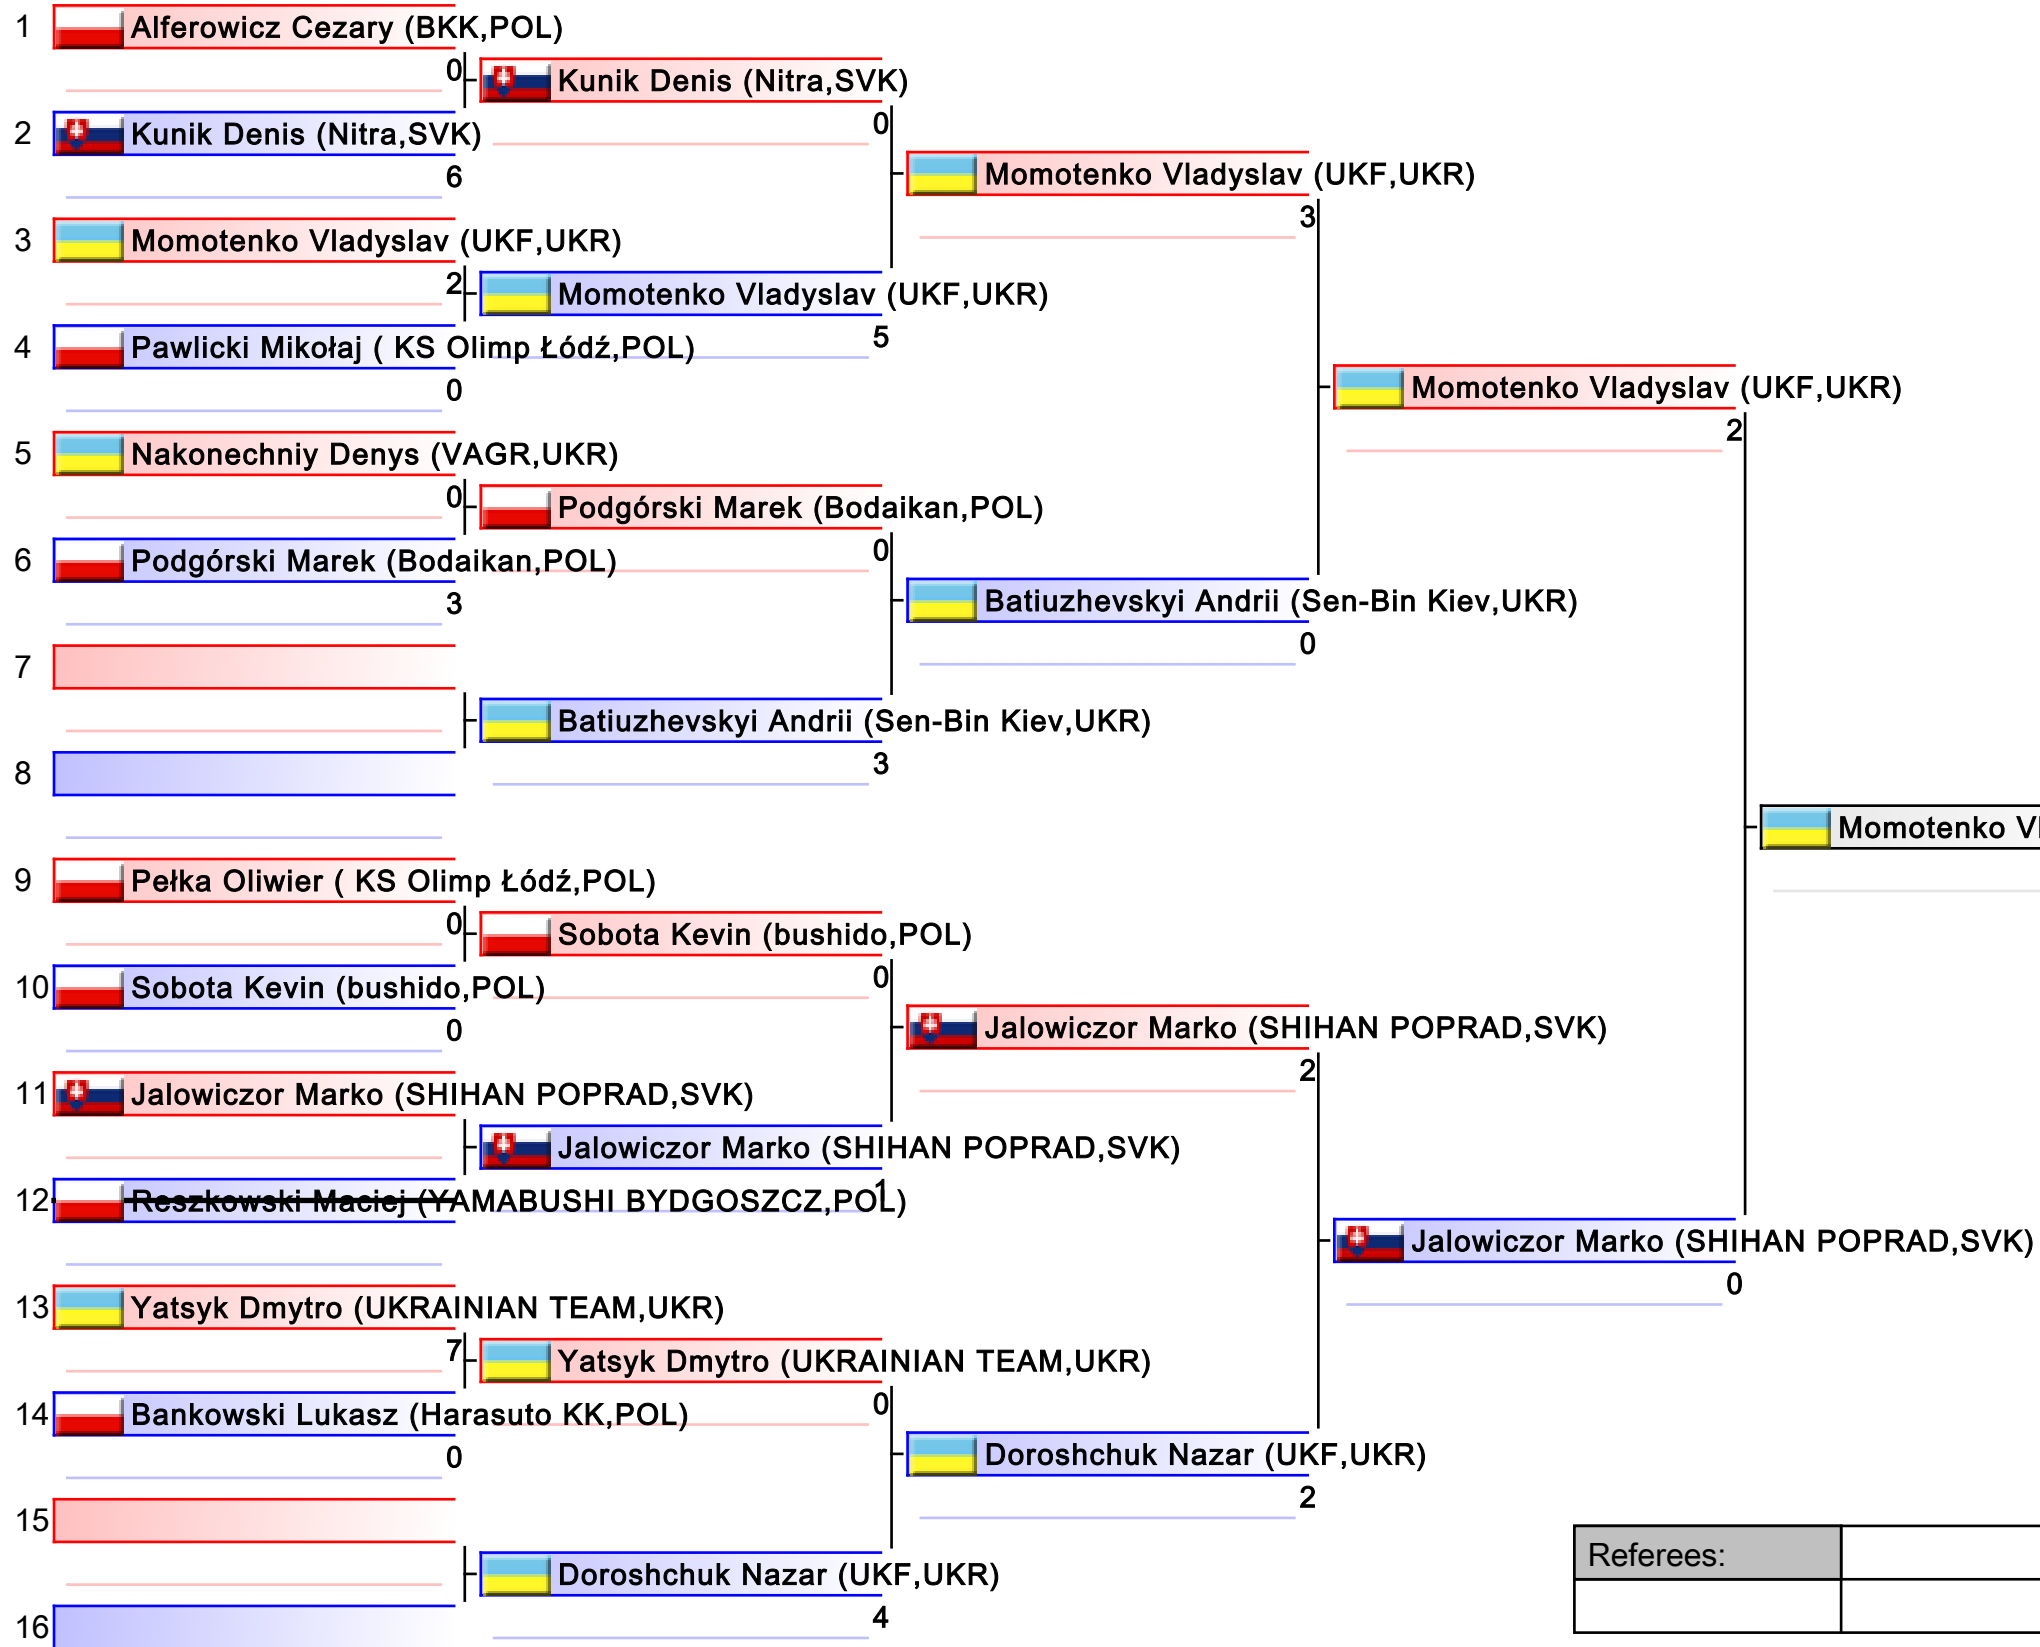 1 Alferowicz Cezary (BKK,POL)
0
Kunik Denis (Nitra,SVK)
0
2 Kunik Denis (Nitra,SVK)
6
Momotenko Vladyslav (UKF,UKR)
3
3 Momotenko Vladyslav (UKF,UKR)
2
Momotenko Vladyslav (UKF,UKR)
5
4 Pawlicki Mikołaj ( KS Olimp Łódź,POL)
0
Momotenko Vladyslav (UKF,UKR)
2
5 Nakonechniy Denys (VAGR,UKR)
0
Podgórski Marek (Bodaikan,POL)
0
6 Podgórski Marek (Bodaikan,POL)
3
Batiuzhevskyi Andrii (Sen-Bin Kiev,UKR)
0
7
Batiuzhevskyi Andrii (Sen-Bin Kiev,UKR)
3
8
Momotenko
9 Pełka Oliwier ( KS Olimp Łódź,POL)
0
Sobota Kevin (bushido,POL)
0
10 Sobota Kevin (bushido,POL)
0
Jalowiczor Marko (SHIHAN POPRAD,SVK)
2
11 Jalowiczor Marko (SHIHAN POPRAD,SVK)
Jalowiczor Marko (SHIHAN POPRAD,SVK)
1
12 Reszkowski Maciej (YAMABUSHI BYDGOSZCZ,POL)
Jalowiczor Marko (SHIHAN POPRAD,SVK)
0
13 Yatsyk Dmytro (UKRAINIAN TEAM,UKR)
7
Yatsyk Dmytro (UKRAINIAN TEAM,UKR)
0
14 Bankowski Lukasz (Harasuto KK,POL)
0
Doroshchuk Nazar (UKF,UKR)
2
15
Doroshchuk Nazar (UKF,UKR)
4
16
Referees: